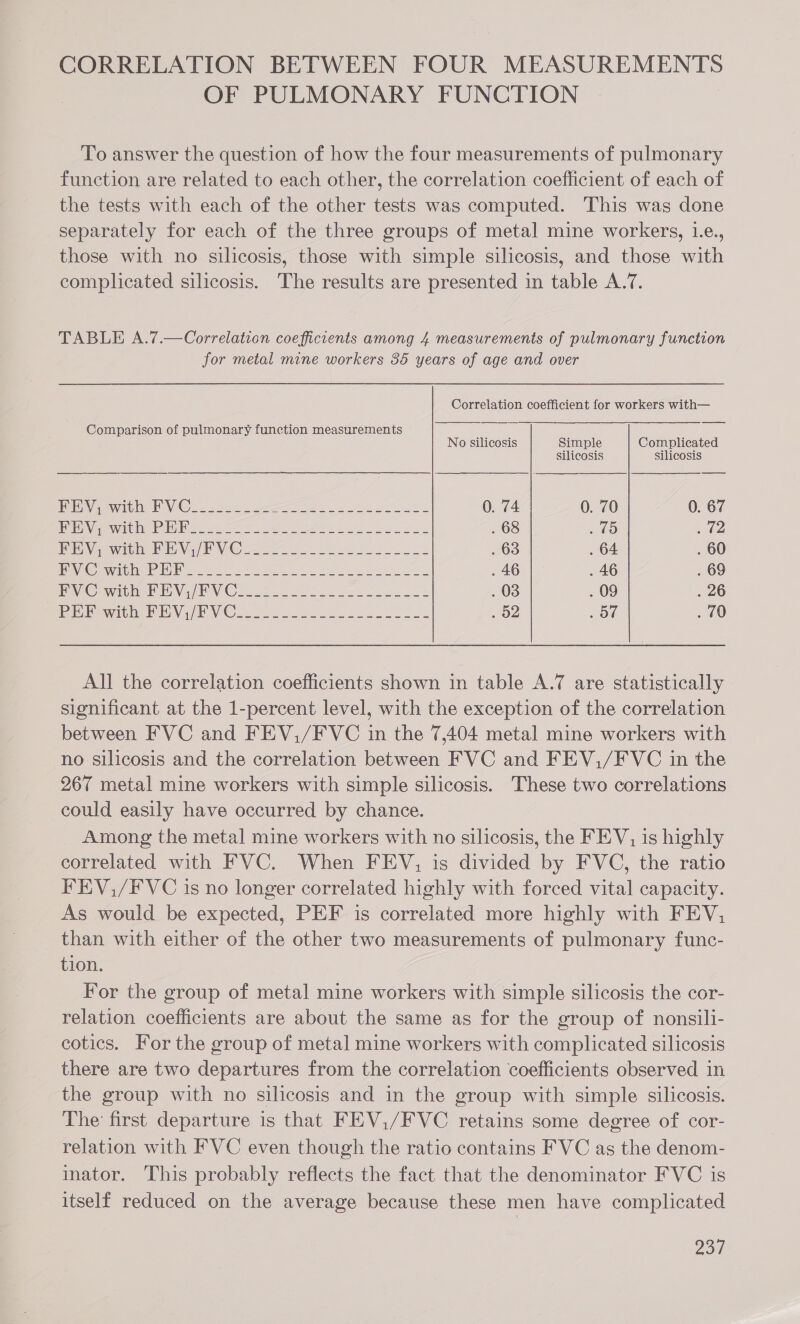 CORRELATION BETWEEN FOUR MEASUREMENTS
OF PULMONARY FUNCTION
To answer the question of how the four measurements of pulmonary
function are related to each other, the correlation coefficient of each of
the tests with each of the other tests was computed. This was done
separately for each of the three groups of metal mine workers, i.e.,
those with no silicosis, those with simple silicosis, and those with
complicated silicosis. The results are presented in table A.7.
TABLE A.7.—Correlation coefficients among 4 measurements of pulmonary function
for metal mine workers 35 years of age and over
Correlation coefficient for workers with—
Comparison of pulmonary function measurements
No silicosis Simple silicosis Complicated silicosis
FEV₁ with FVC 0.74 0.70 0.67
FEV₁ with PEF .68 .75 .72
FEV₁ with FEV₁/FVC .63 .64 .60
FVC with PEF .46 .46 .69
FVC with FEV₁/FVC .03 .09 .26
PEF with FEV₁/FVC .52 .57 .70
All the correlation coefficients shown in table A.7 are statistically
significant at the 1-percent level, with the exception of the correlation
between FVC and FEV₁/FVC in the 7,404 metal mine workers with
no silicosis and the correlation between FVC and FEV₁/FVC in the
267 metal mine workers with simple silicosis. These two correlations
could easily have occurred by chance.
Among the metal mine workers with no silicosis, the FEV₁ is highly
correlated with FVC. When FEV₁ is divided by FVC, the ratio
FEV₁/FVC is no longer correlated highly with forced vital capacity.
As would be expected, PEF is correlated more highly with FEV₁
than with either of the other two measurements of pulmonary func-
tion.
For the group of metal mine workers with simple silicosis the cor-
relation coefficients are about the same as for the group of nonsili-
cotics. For the group of metal mine workers with complicated silicosis
there are two departures from the correlation coefficients observed in
the group with no silicosis and in the group with simple silicosis.
The first departure is that FEV₁/FVC retains some degree of cor-
relation with FVC even though the ratio contains FVC as the denom-
inator. This probably reflects the fact that the denominator FVC is
itself reduced on the average because these men have complicated
237